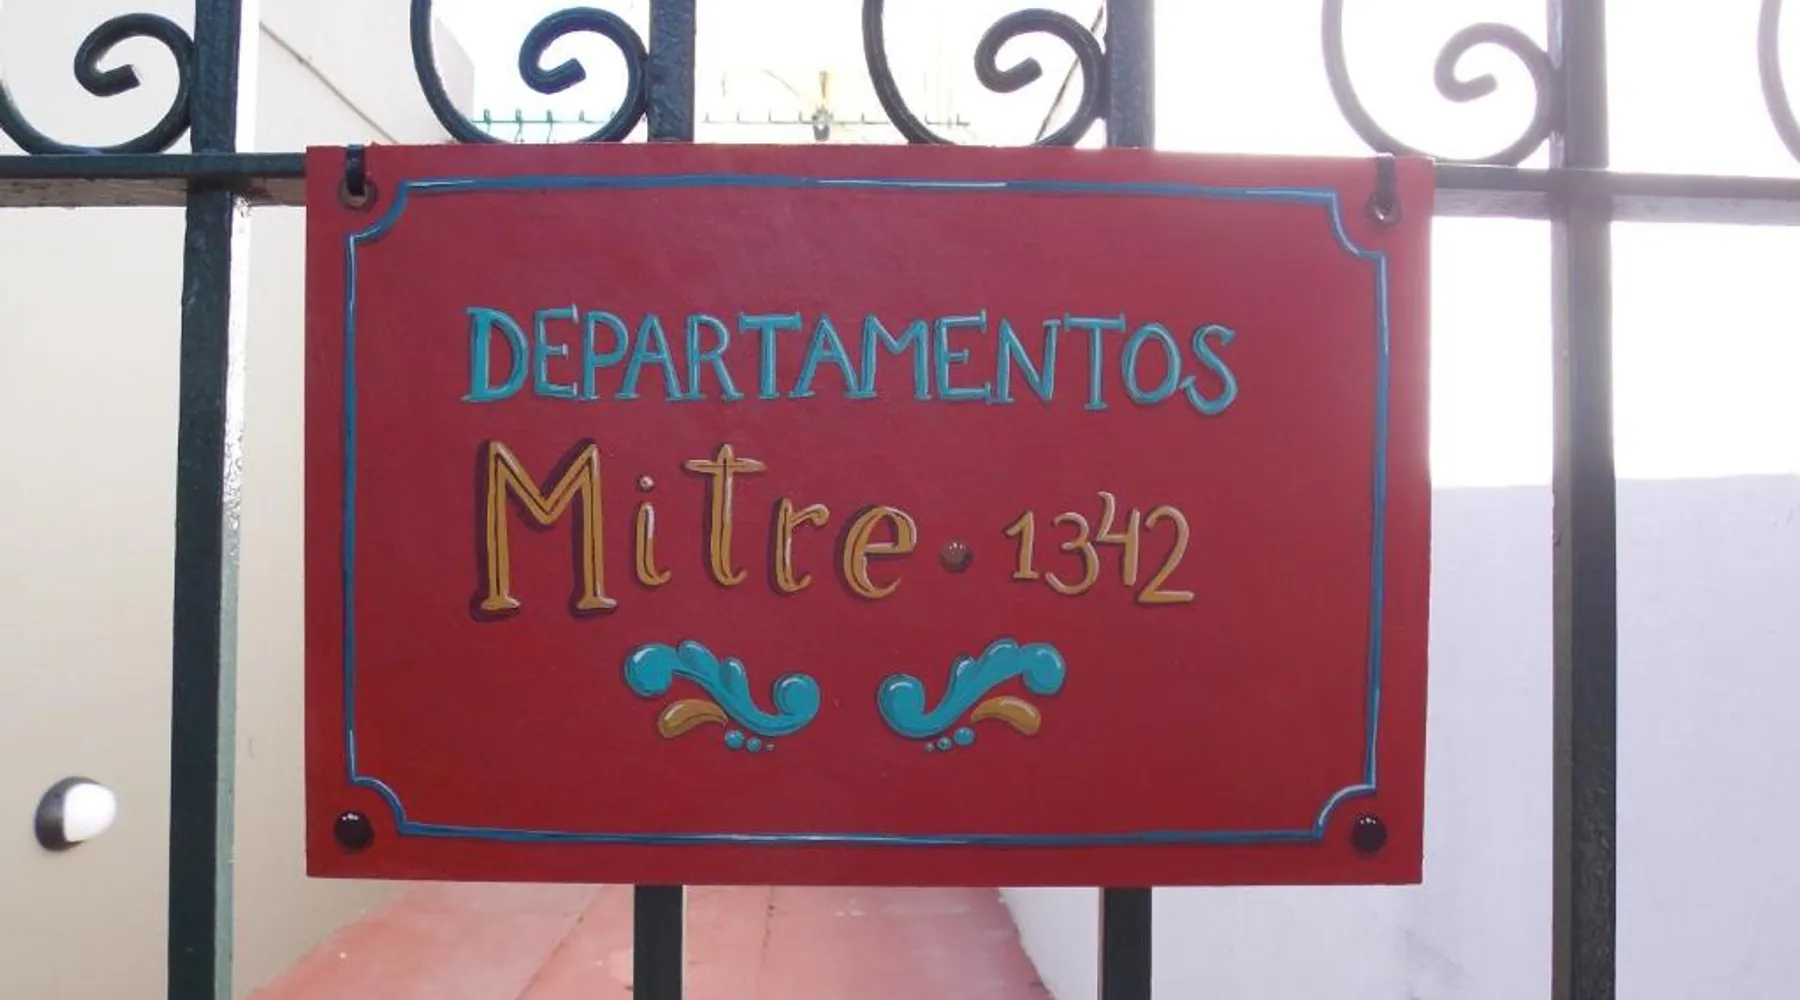 DEPARTAMENTOS
Mitre • 1342